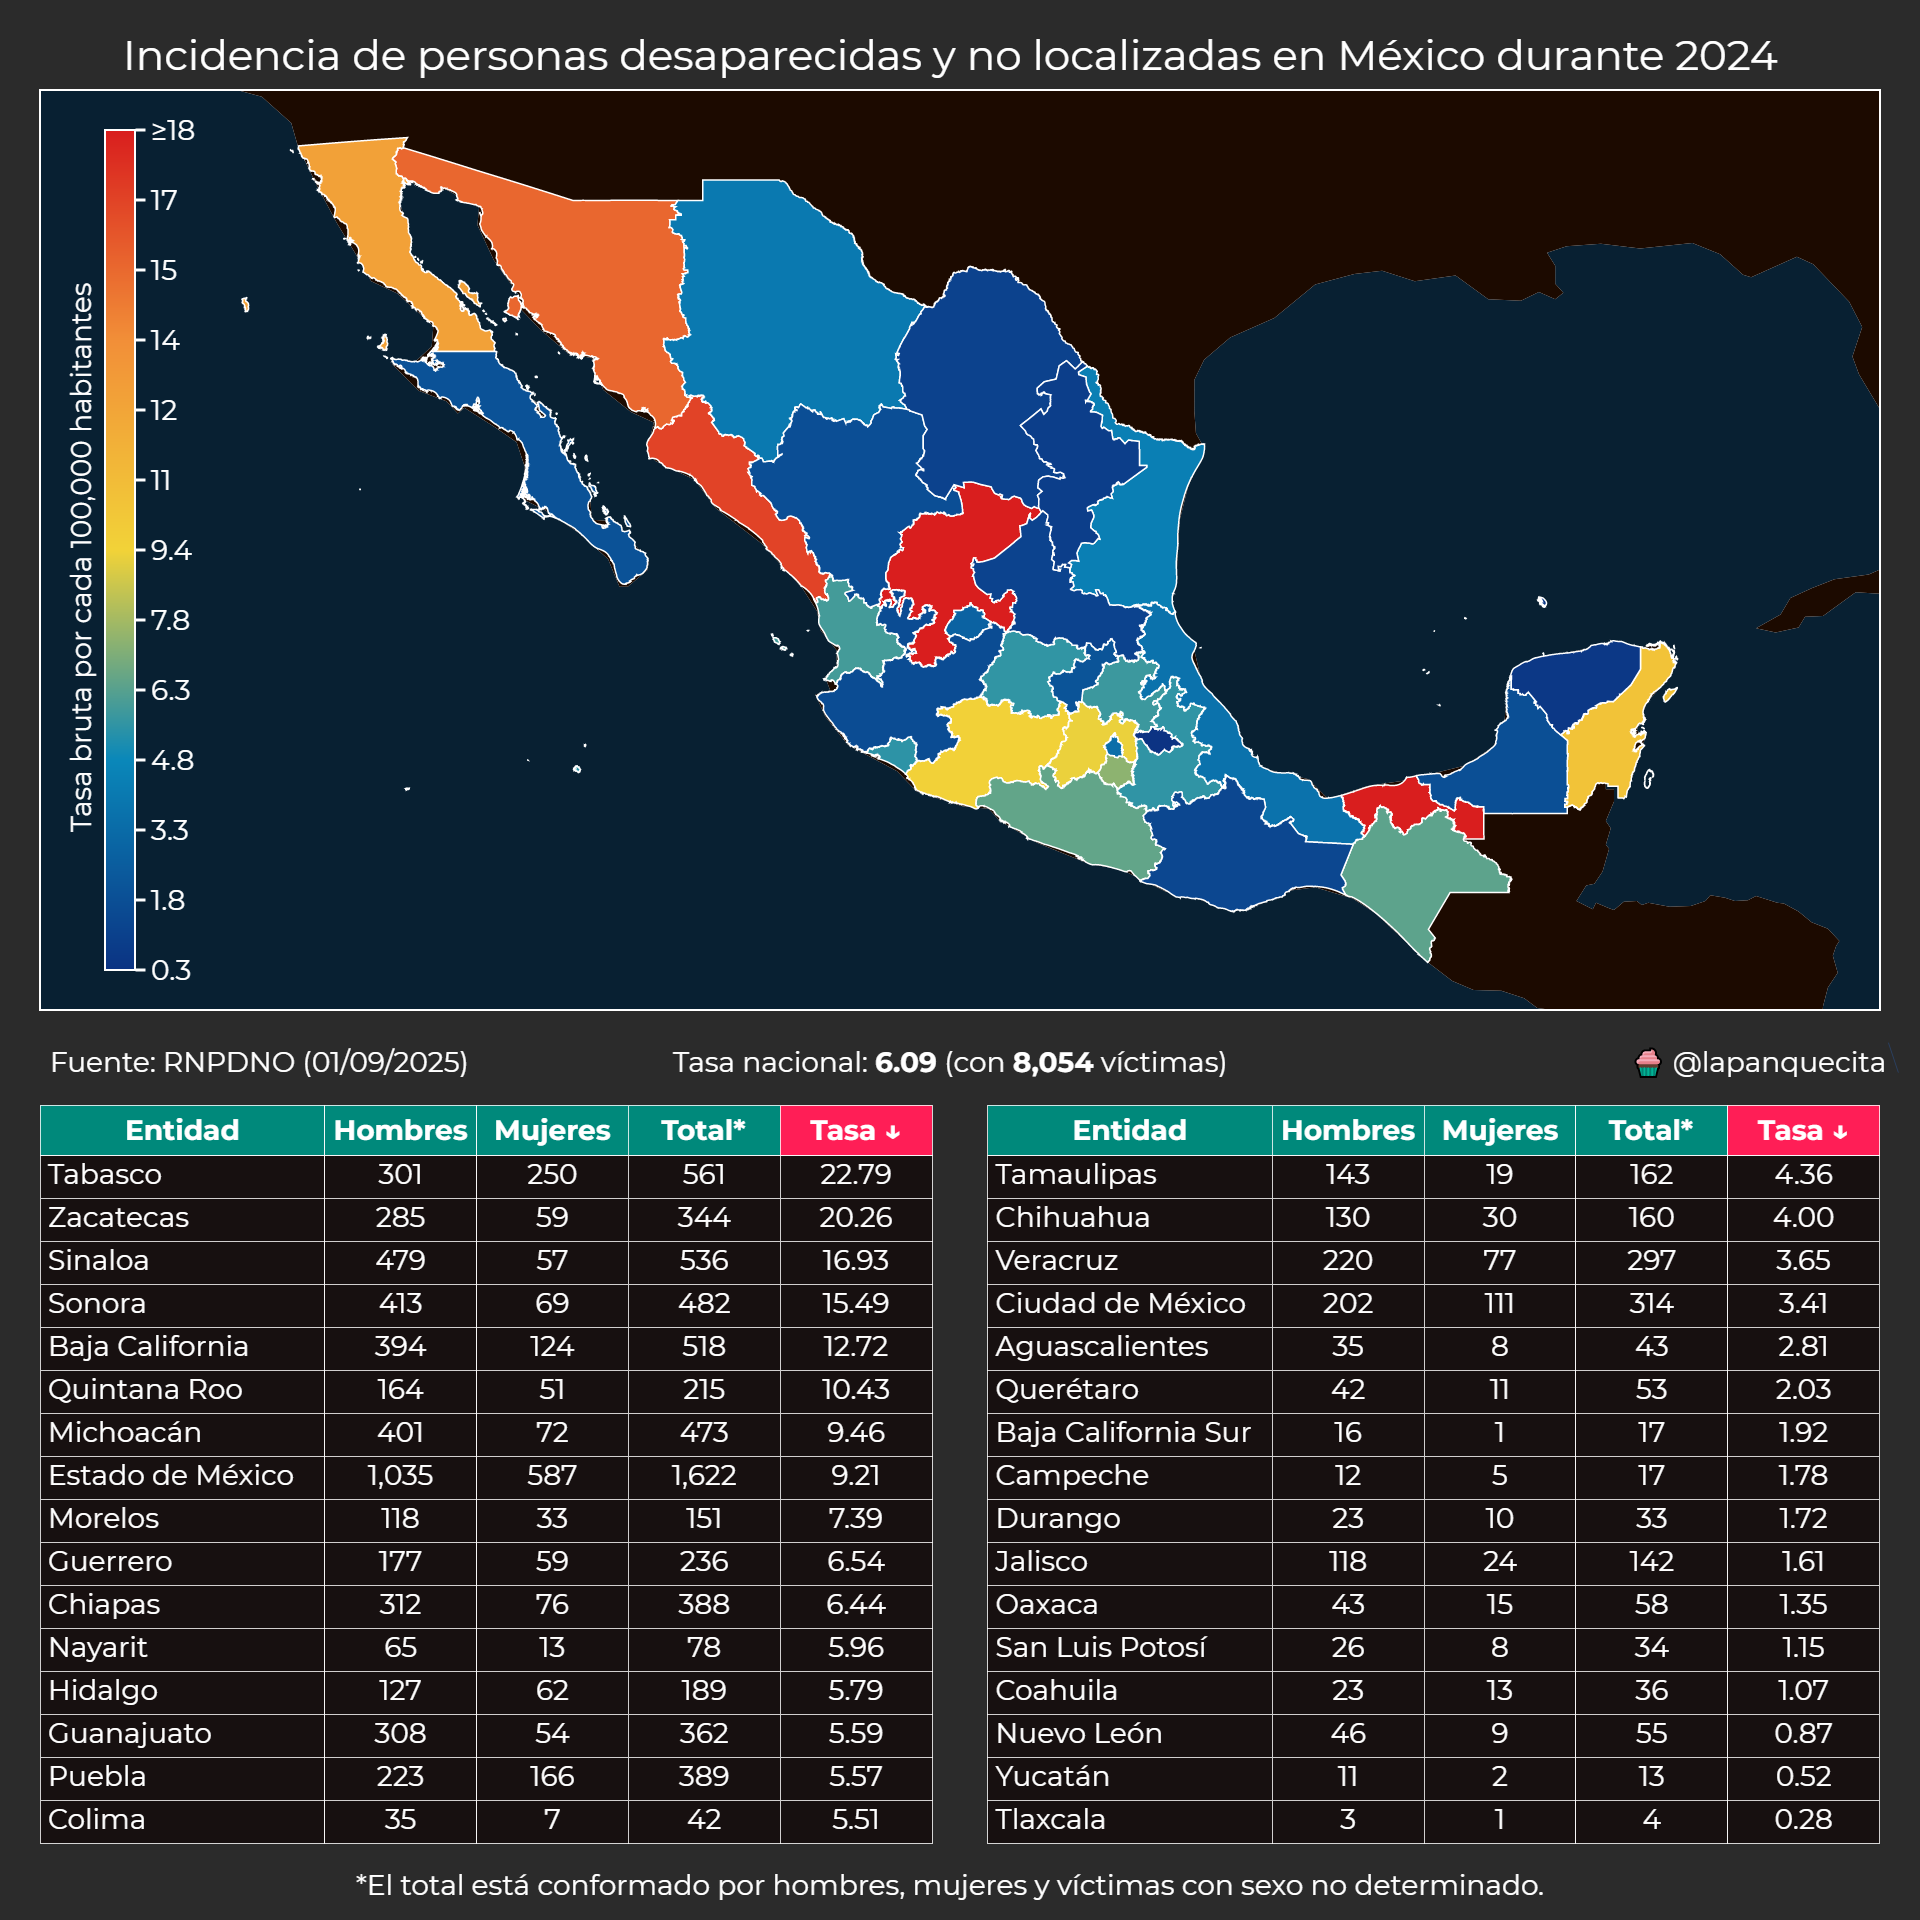 Incidencia de personas desaparecidas y no localizadas en México durante 2024
Tasa bruta por cada 100,000 habitantes
≥18
17
15
14
12
11
9.4
7.8
6.3
4.8
3.3
1.8
0.3
Fuente: RNPDNO (01/09/2025)
Tasa nacional: 6.09 (con 8,054 víctimas)
@lapanquecita
Entidad Hombres Mujeres Total* Tasa ↓
Tabasco 301 250 561 22.79
Zacatecas 285 59 344 20.26
Sinaloa 479 57 536 16.93
Sonora 413 69 482 15.49
Baja California 394 124 518 12.72
Quintana Roo 164 51 215 10.43
Michoacán 401 72 473 9.46
Estado de México 1,035 587 1,622 9.21
Morelos 118 33 151 7.39
Guerrero 177 59 236 6.54
Chiapas 312 76 388 6.44
Nayarit 65 13 78 5.96
Hidalgo 127 62 189 5.79
Guanajuato 308 54 362 5.59
Puebla 223 166 389 5.57
Colima 35 7 42 5.51
Entidad Hombres Mujeres Total* Tasa ↓
Tamaulipas 143 19 162 4.36
Chihuahua 130 30 160 4.00
Veracruz 220 77 297 3.65
Ciudad de México 202 111 314 3.41
Aguascalientes 35 8 43 2.81
Querétaro 42 11 53 2.03
Baja California Sur 16 1 17 1.92
Campeche 12 5 17 1.78
Durango 23 10 33 1.72
Jalisco 118 24 142 1.61
Oaxaca 43 15 58 1.35
San Luis Potosí 26 8 34 1.15
Coahuila 23 13 36 1.07
Nuevo León 46 9 55 0.87
Yucatán 11 2 13 0.52
Tlaxcala 3 1 4 0.28
*El total está conformado por hombres, mujeres y víctimas con sexo no determinado.